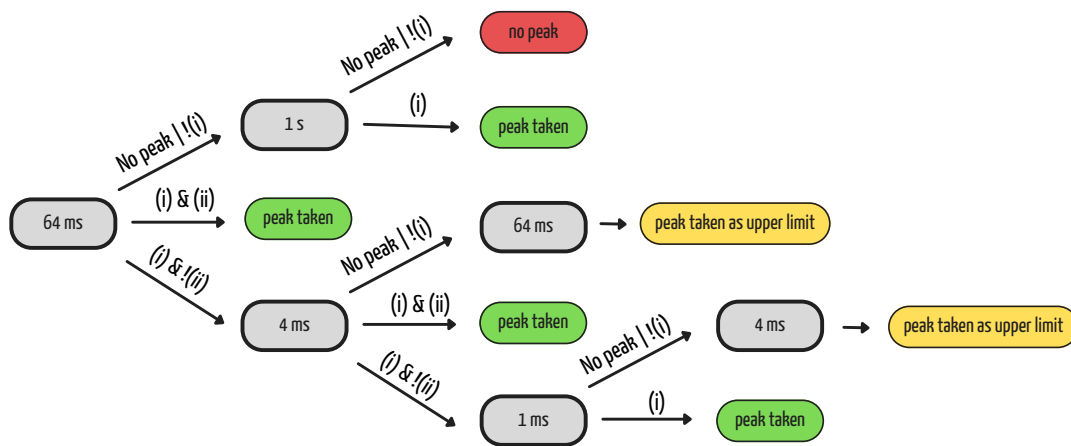 No peak | !(i)
no peak
1 s
(i)
peak taken
No peak | !(i)
64 ms
(i) & (ii)
peak taken
(i) & !(ii)
No peak | !(i)
64 ms
peak taken as upper limit
4 ms
(i) & (ii)
peak taken
(i) & !(ii)
No peak | !(i)
4 ms
peak taken as upper limit
1 ms
(i)
peak taken